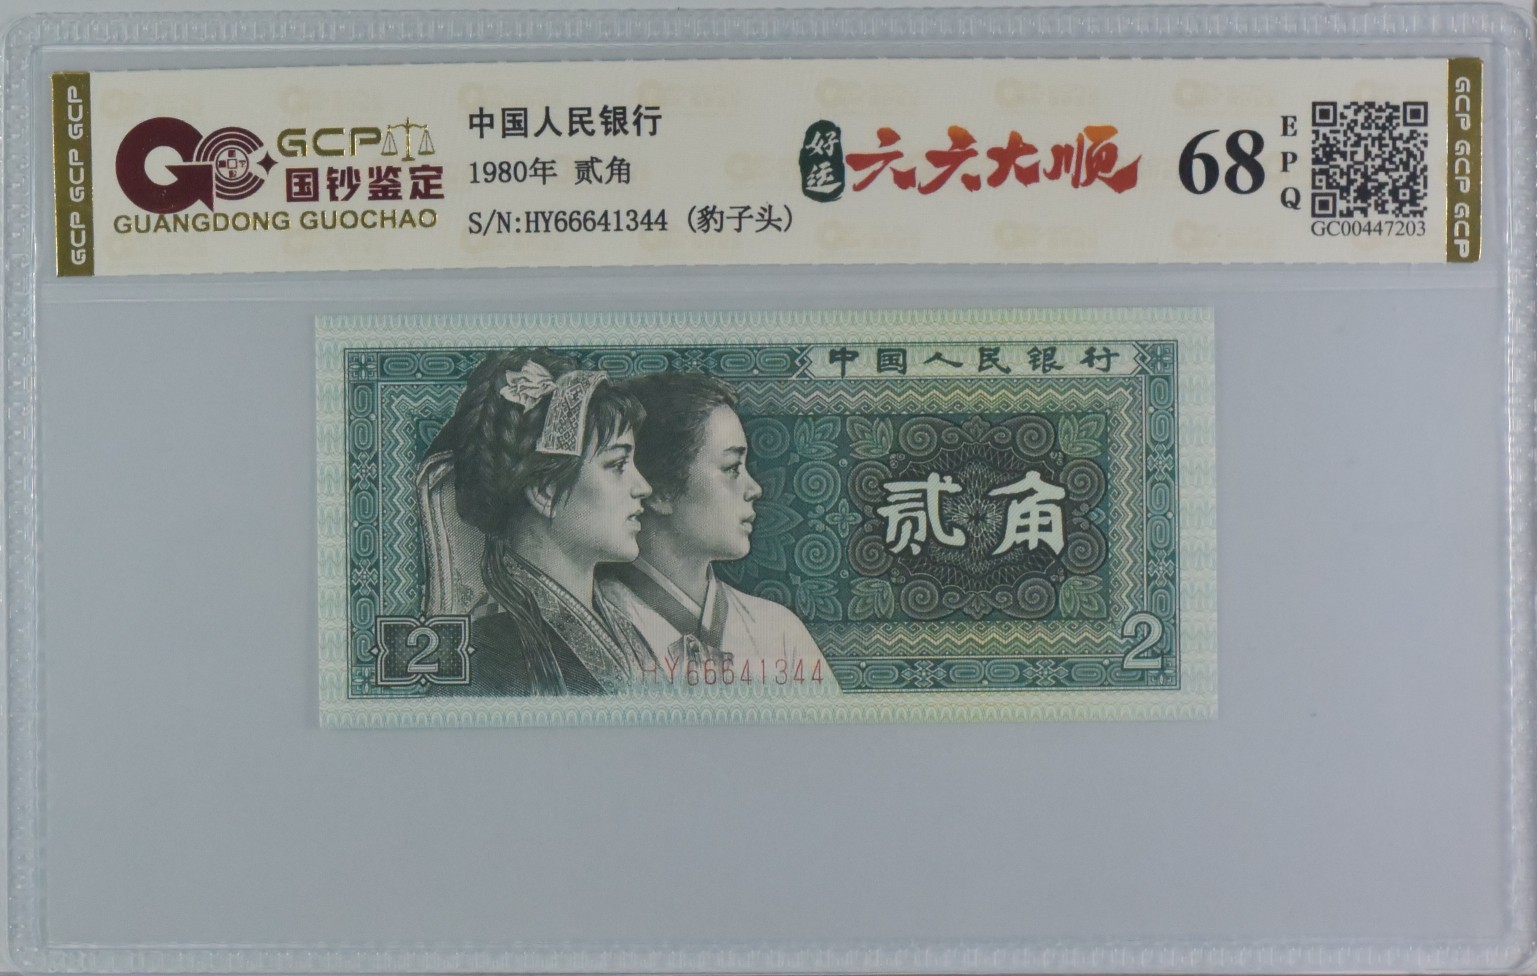 GCP GCP GCP
GCP
国钞鉴定
GUANGDONG GUOCHAO
中国人民银行
1980年 贰角
S/N:HY66641344 (豹子头)
好运
六六大顺
68
EPQ
GC00447203
GCP GCP GCP
中国人民银行
贰角
2
HY66641344
2